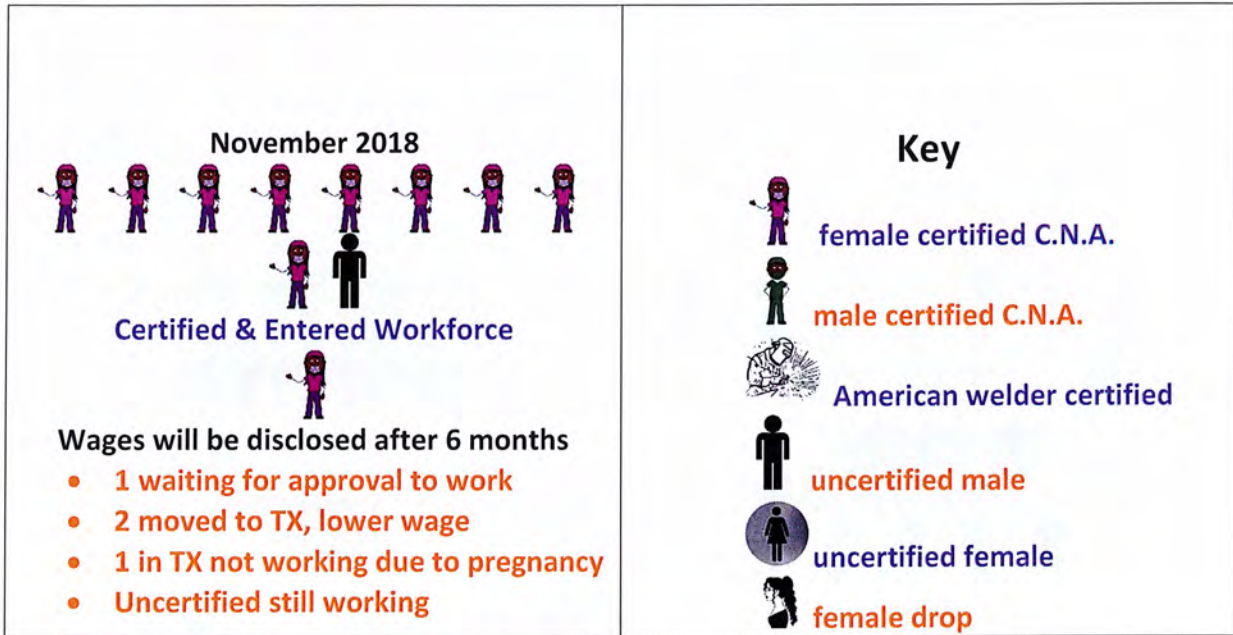 November 2018
Certified & Entered Workforce
Wages will be disclosed after 6 months
• 1 waiting for approval to work
• 2 moved to TX, lower wage
• 1 in TX not working due to pregnancy
• Uncertified still working
Key
female certified C.N.A.
male certified C.N.A.
American welder certified
uncertified male
uncertified female
female drop